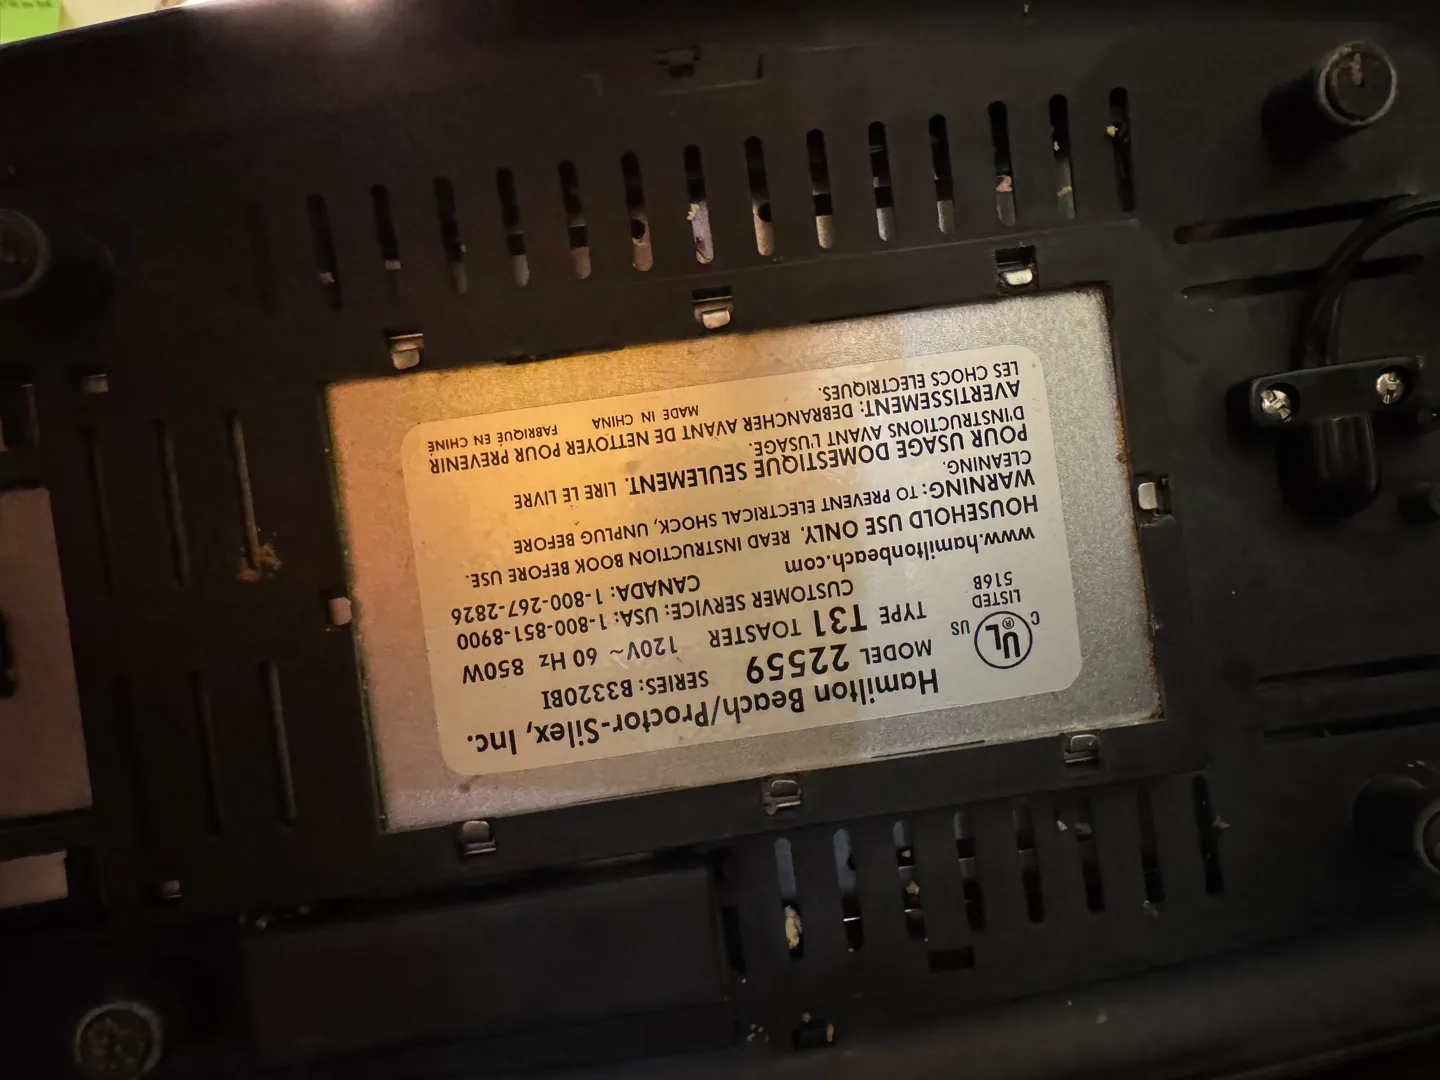 Hamilton Beach/Proctor-Silex, Inc.
MODEL 22559 SERIES: B3320BI
TYPE T31 TOASTER 120V~ 60 Hz 850W
CUSTOMER SERVICE: USA: 1-800-851-8900
www.hamiltonbeach.com CANADA: 1-800-267-2826
C UL ® US
LISTED
516B
HOUSEHOLD USE ONLY. READ INSTRUCTION BOOK BEFORE USE.
WARNING: TO PREVENT ELECTRICAL SHOCK, UNPLUG BEFORE
CLEANING.
POUR USAGE DOMESTIQUE SEULEMENT. LIRE LE LIVRE
D'INSTRUCTIONS AVANT L'USAGE.
AVERTISSEMENT: DEBRANCHER AVANT DE NETTOYER POUR PREVENIR
LES CHOCS ELECTRIQUES.
MADE IN CHINA FABRIQUÉ EN CHINE